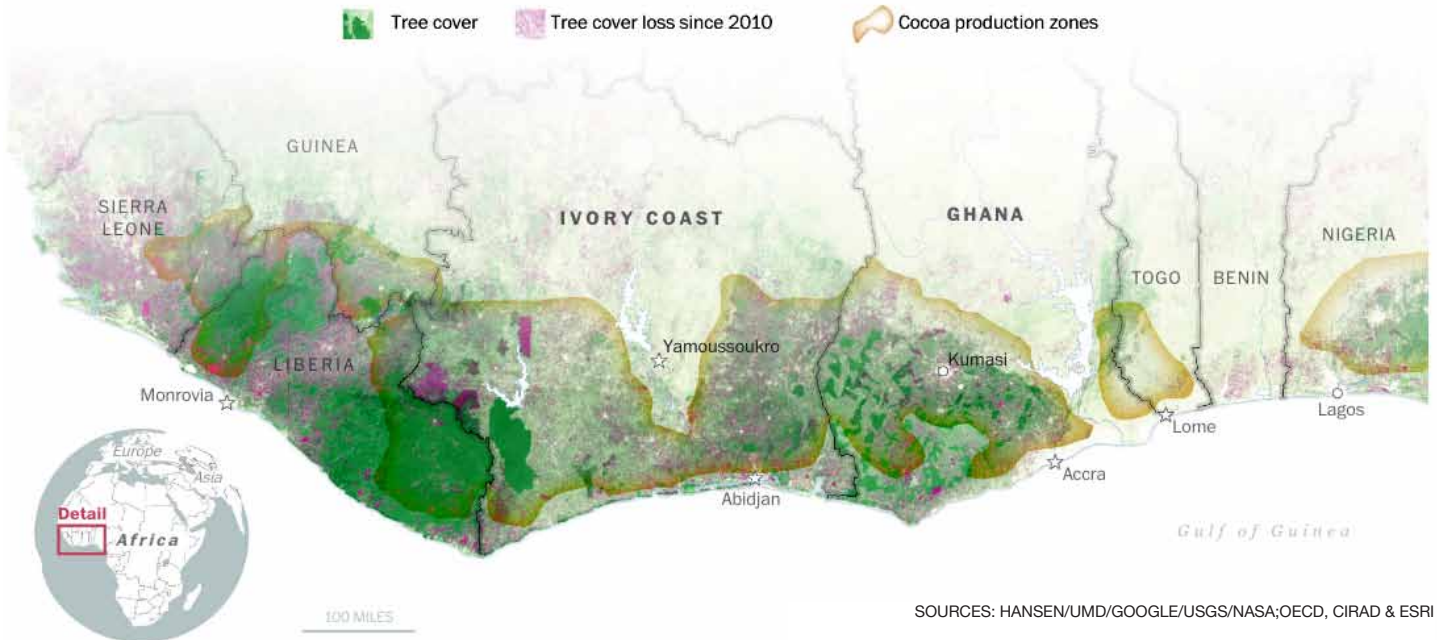 Tree cover
Tree cover loss since 2010
Cocoa production zones
GUINEA
SIERRA
LEONE
IVORY COAST
GHANA
NIGERIA
TOGO
BENIN
Yamoussoukro
Kumasi
LIBERIA
Monrovia
Lagos
Lome
Accra
Abidjan
Europe
Asia
Detail
Africa
Gulf of Guinea
100 MILES
SOURCES: HANSEN/UMD/GOOGLE/USGS/NASA;OECD, CIRAD & ESRI